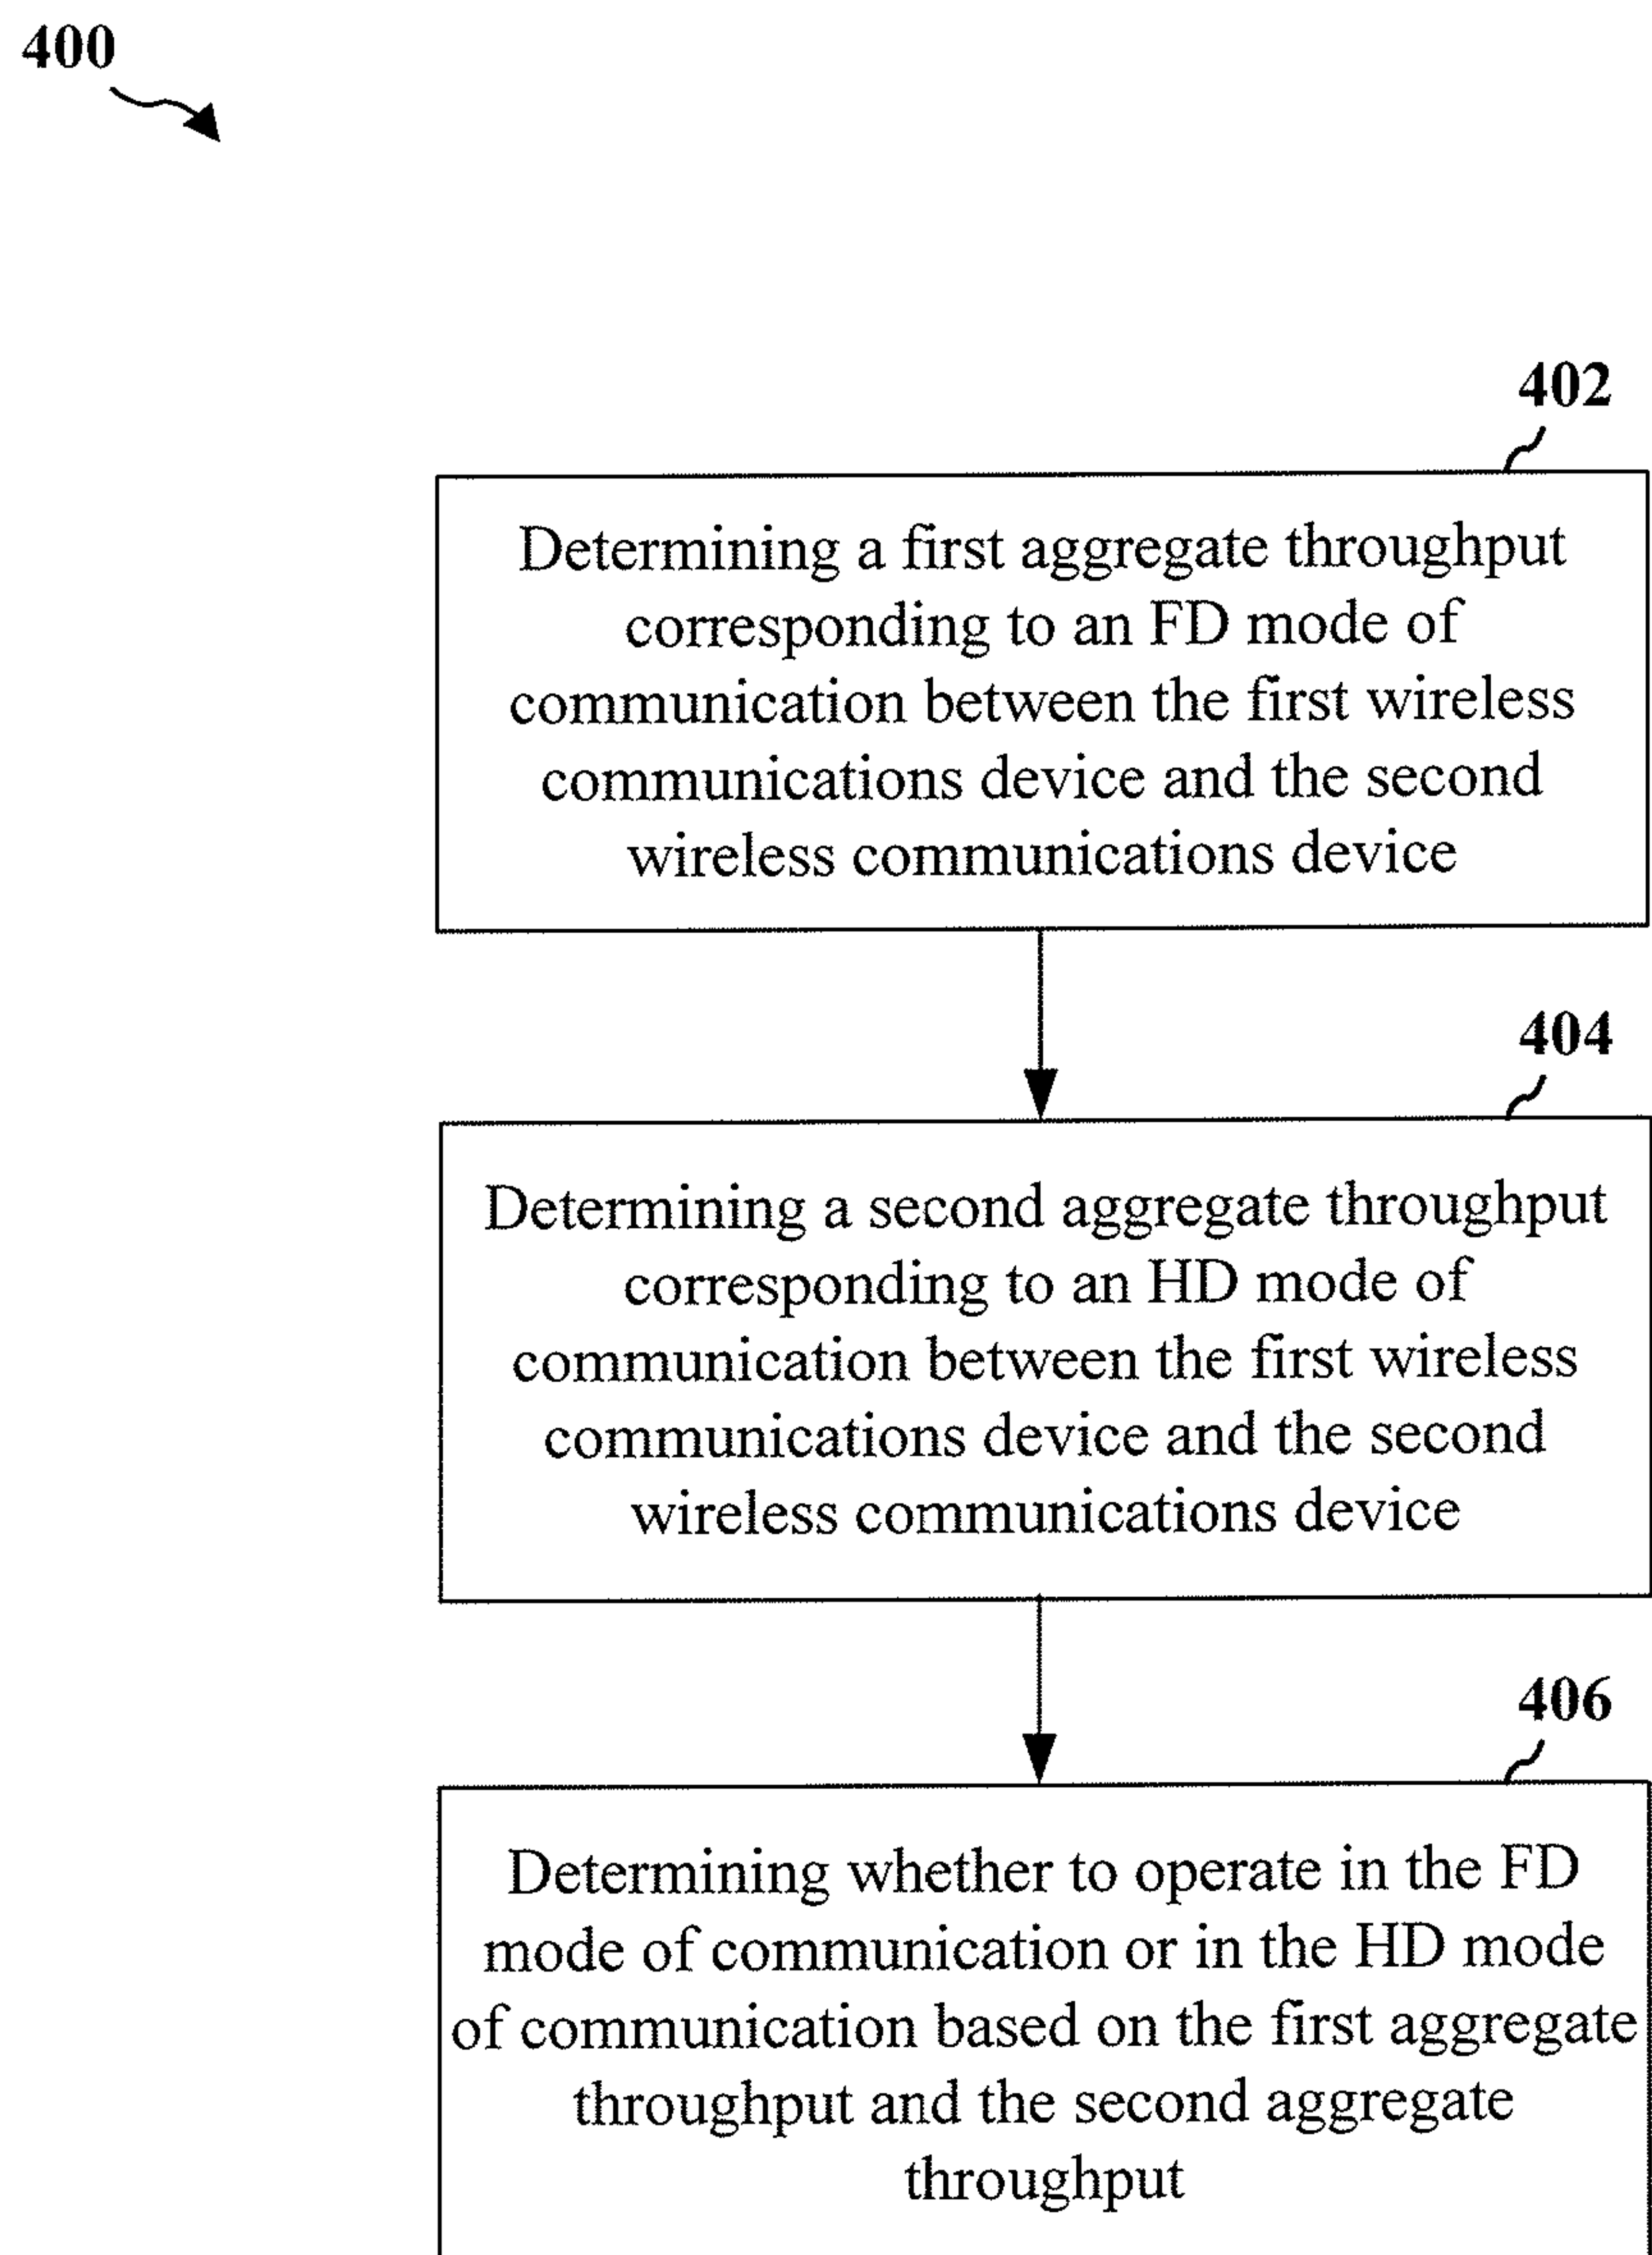 400
402
Determining a first aggregate throughput
corresponding to an FD mode of
communication between the first wireless
communications device and the second
wireless communications device
404
Determining a second aggregate throughput
corresponding to an HD mode of
communication between the first wireless
communications device and the second
wireless communications device
406
Determining whether to operate in the FD
mode of communication or in the HD mode
of communication based on the first aggregate
throughput and the second aggregate
throughput